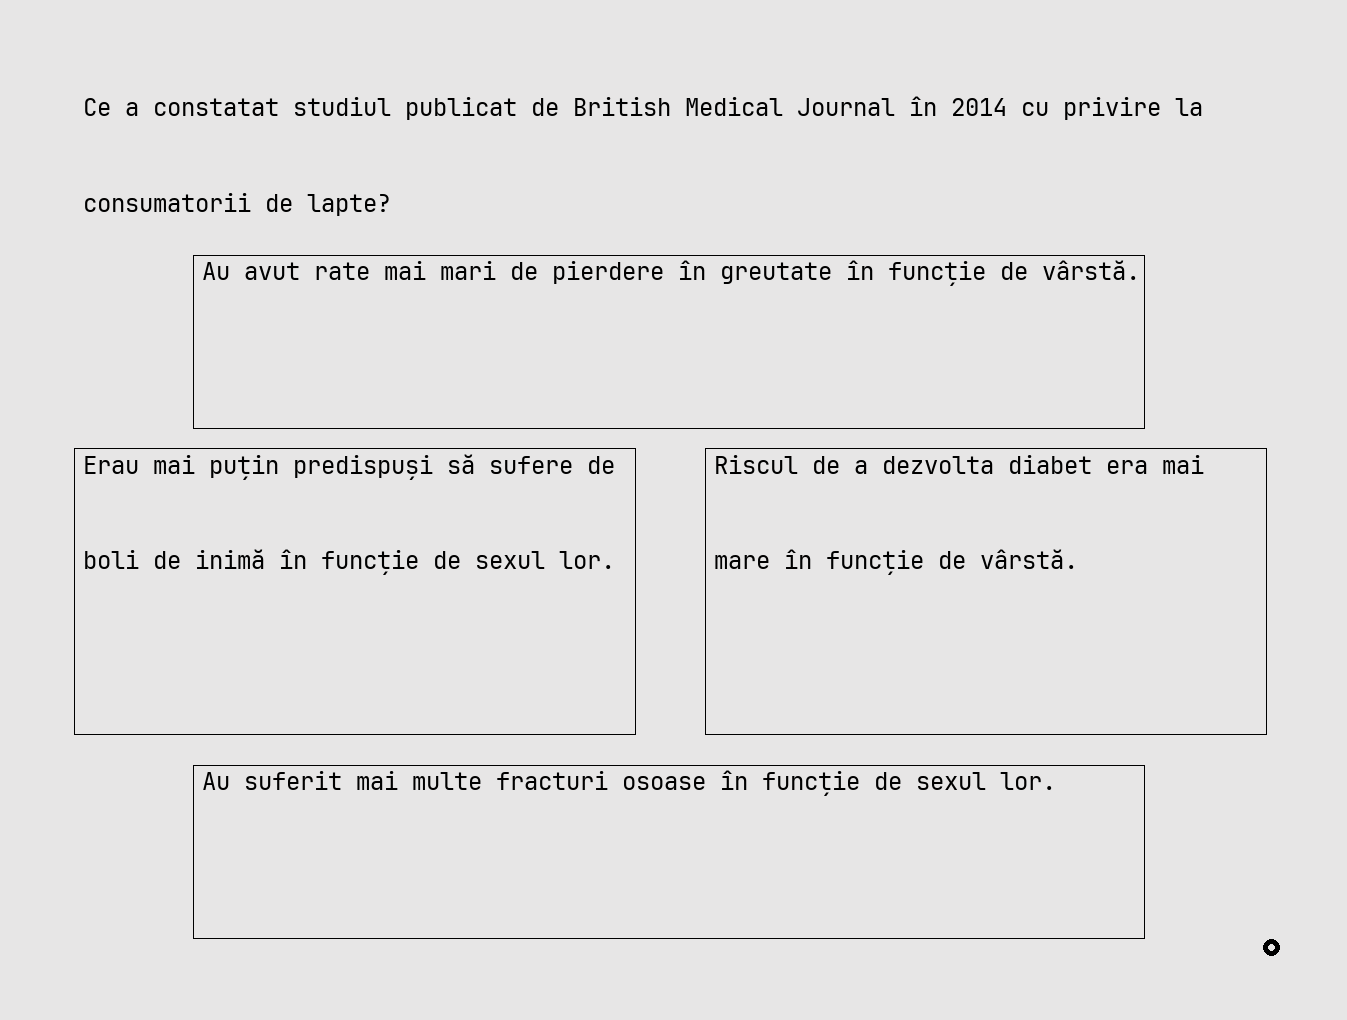 Ce a constatat studiul publicat de British Medical Journal în 2014 cu privire la
consumatorii de lapte?
Au avut rate mai mari de pierdere în greutate în funcție de vârstă.
Erau mai puțin predispuși să sufere de
boli de inimă în funcție de sexul lor.
Riscul de a dezvolta diabet era mai
mare în funcție de vârstă.
Au suferit mai multe fracturi osoase în funcție de sexul lor.